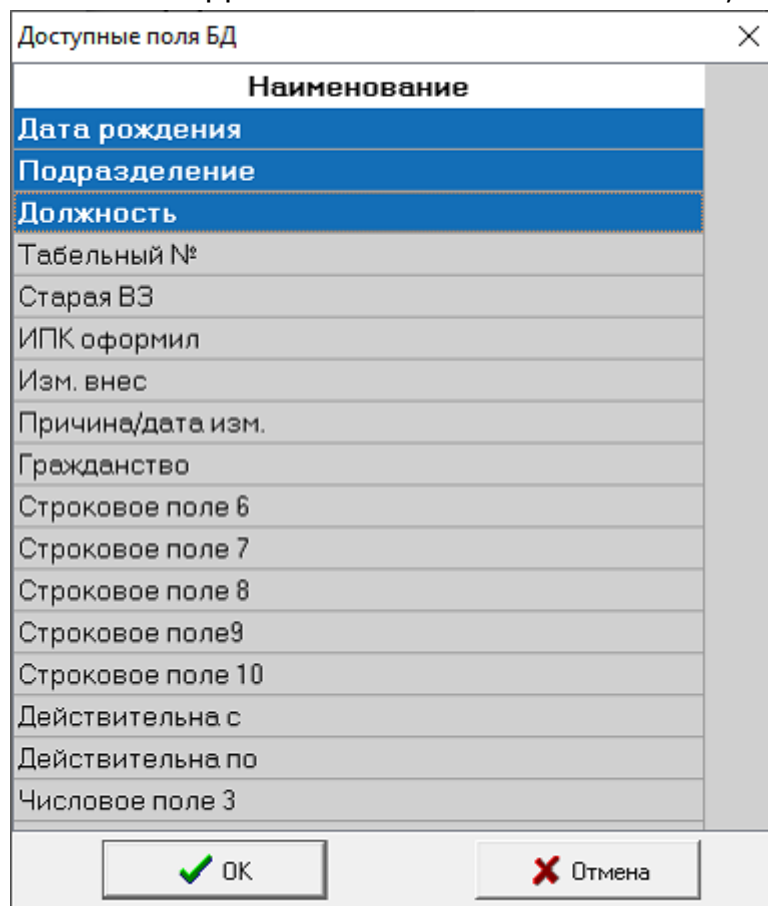 Доступные поля БД
Наименование
Дата рождения
Подразделение
Должность
Табельный №
Старая ВЗ
ИПК оформил
Изм. внес
Причина/дата изм.
Гражданство
Строковое поле 6
Строковое поле 7
Строковое поле 8
Строковое поле9
Строковое поле 10
Действительна с
Действительна по
Числовое поле 3
ОК
Отмена